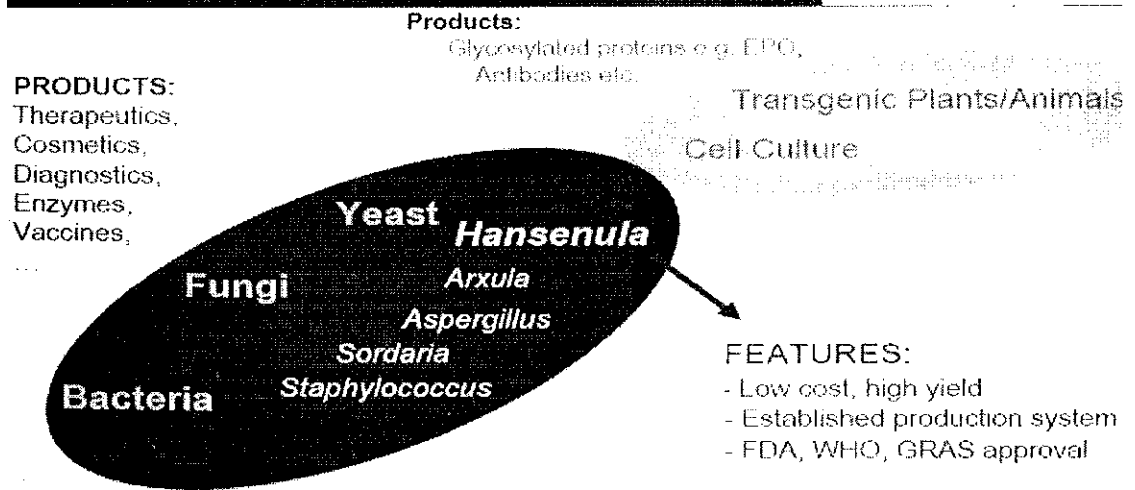 Products:
Glycosylated proteins e.g. EPO,
Antibodies etc.
PRODUCTS:
Therapeutics,
Cosmetics,
Diagnostics,
Enzymes,
Vaccines,
...
Transgenic Plants/Animals
Cell Culture
Yeast
Hansenula
Fungi
Arxula
Aspergillus
Sordaria
Bacteria
Staphylococcus
FEATURES:
- Low cost, high yield
- Established production system
- FDA, WHO, GRAS approval